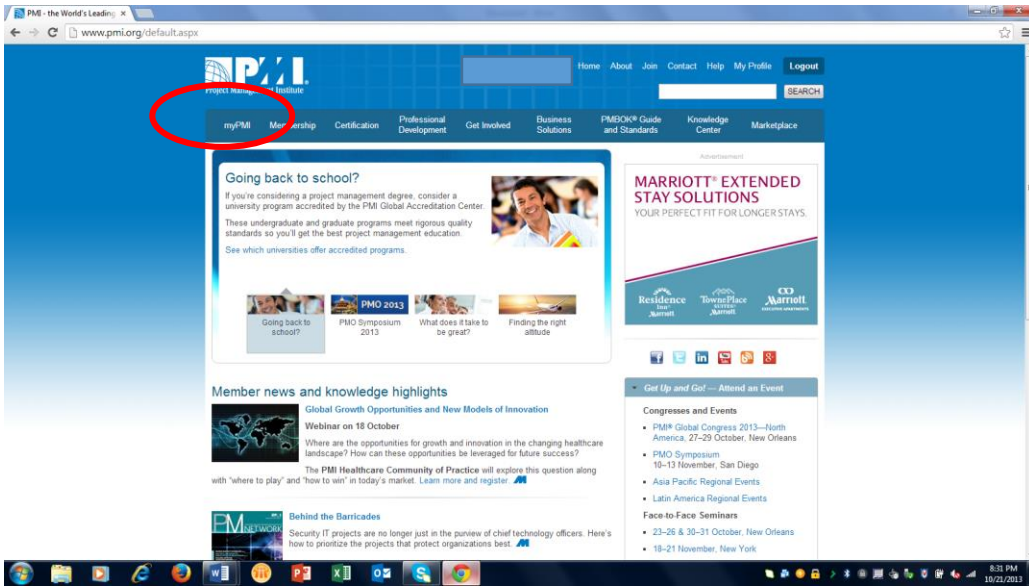 PMI - the World's Leading
www.pmi.org/default.aspx
PMI
Project Management Institute
Home About Join Contact Help My Profile Logout
SEARCH
myPMI Membership Certification Professional Development Get Involved Business Solutions PMBOK® Guide and Standards Knowledge Center Marketplace
Going back to school?
If you're considering a project management degree, consider a
university program accredited by the PMI Global Accreditation Center.
These undergraduate and graduate programs meet rigorous quality
standards so you'll get the best project management education.
See which universities offer accredited programs.
PMO 2013
Going back to school?
PMO Symposium 2013
What does it take to be great?
Finding the right attitude
Advertisement
MARRIOTT® EXTENDED
STAY SOLUTIONS
YOUR PERFECT FIT FOR LONGER STAYS.
Residence Inn Marriott
TownePlace Suites Marriott
Marriott EXECUTIVE APARTMENTS
Member news and knowledge highlights
Global Growth Opportunities and New Models of Innovation
Webinar on 18 October
Where are the opportunities for growth and innovation in the changing healthcare
landscape? How can these opportunities be leveraged for future success?
The PMI Healthcare Community of Practice will explore this question along
with "where to play" and "how to win" in today's market. Learn more and register.
PM NETWORK
Behind the Barricades
Security IT projects are no longer just in the purview of chief technology officers. Here's
how to prioritize the projects that protect organizations best.
Get Up and Go! — Attend an Event
Congresses and Events
PMI® Global Congress 2013—North
America, 27–29 October, New Orleans
PMO Symposium
10–13 November, San Diego
Asia Pacific Regional Events
Latin America Regional Events
Face-to-Face Seminars
23–26 & 30–31 October, New Orleans
18–21 November, New York
8:31 PM
10/21/2013